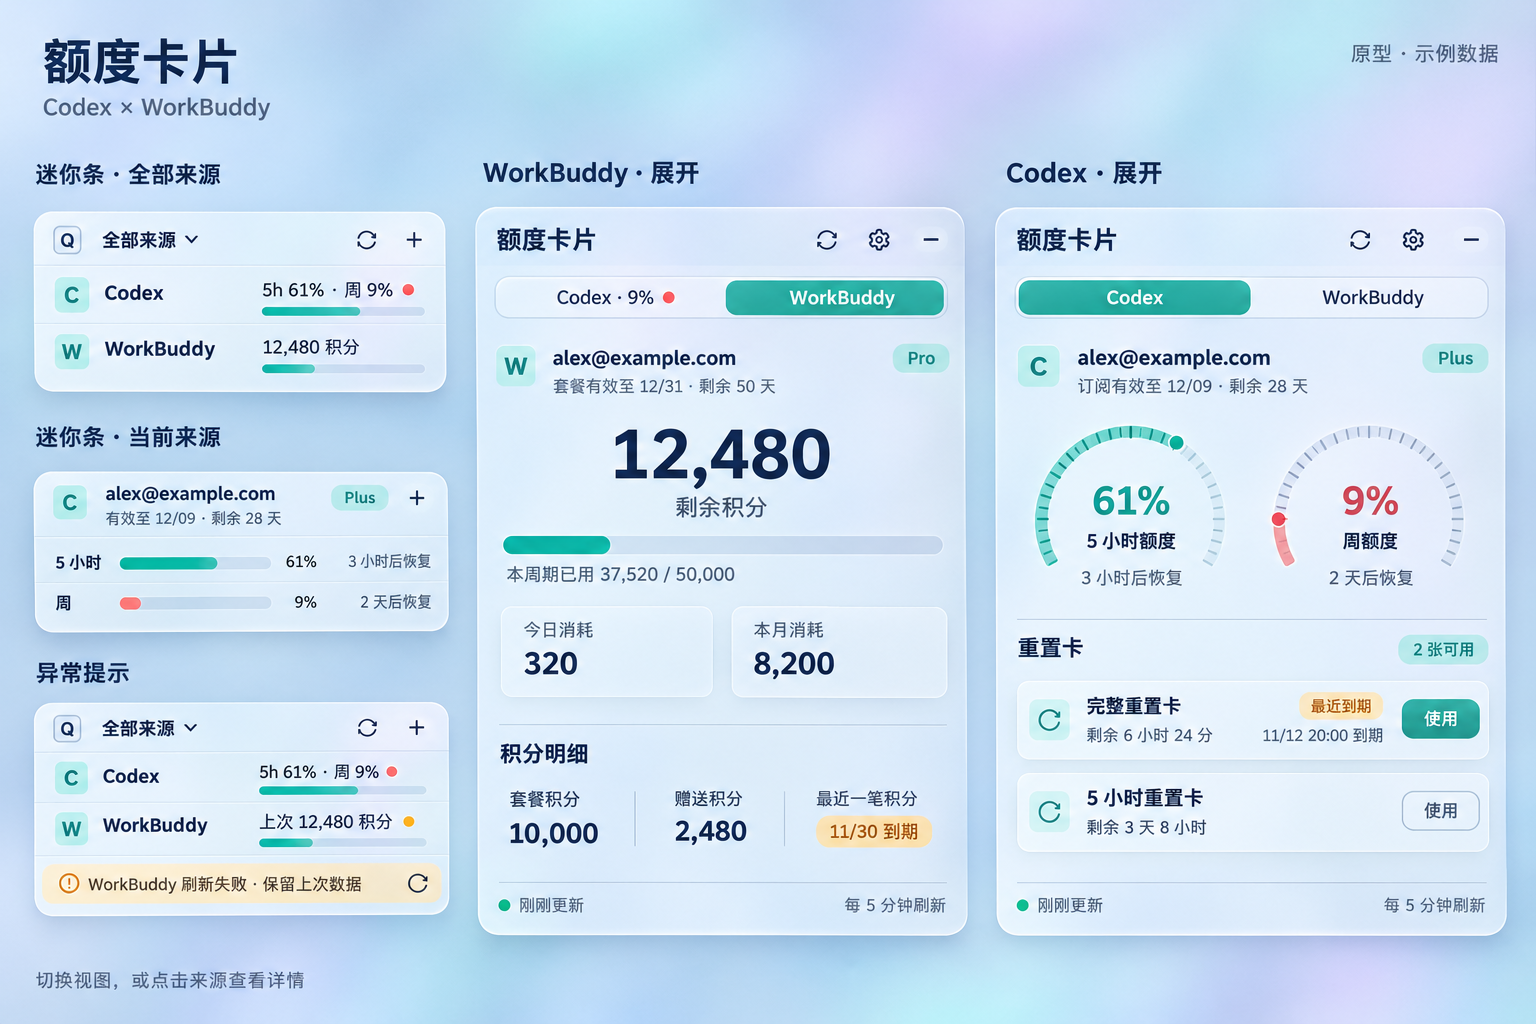 额度卡片
Codex × WorkBuddy
原型 · 示例数据
迷你条 · 全部来源
Q 全部来源
C Codex 5h 61% · 周 9%
W WorkBuddy 12,480 积分
迷你条 · 当前来源
C alex@example.com Plus
有效至 12/09 · 剩余 28 天
5 小时 61% 3 小时后恢复
周 9% 2 天后恢复
异常提示
Q 全部来源
C Codex 5h 61% · 周 9%
W WorkBuddy 上次 12,480 积分
WorkBuddy 刷新失败 · 保留上次数据
切换视图，或点击来源查看详情
WorkBuddy · 展开
额度卡片
Codex · 9% WorkBuddy
W alex@example.com Pro
套餐有效至 12/31 · 剩余 50 天
12,480
剩余积分
本周期已用 37,520 / 50,000
今日消耗 本月消耗
320 8,200
积分明细
套餐积分 赠送积分 最近一笔积分
10,000 2,480 11/30 到期
刚刚更新 每 5 分钟刷新
Codex · 展开
额度卡片
Codex WorkBuddy
C alex@example.com Plus
订阅有效至 12/09 · 剩余 28 天
61% 9%
5 小时额度 周额度
3 小时后恢复 2 天后恢复
重置卡 2 张可用
完整重置卡 最近到期 使用
剩余 6 小时 24 分 11/12 20:00 到期
5 小时重置卡 使用
剩余 3 天 8 小时
刚刚更新 每 5 分钟刷新